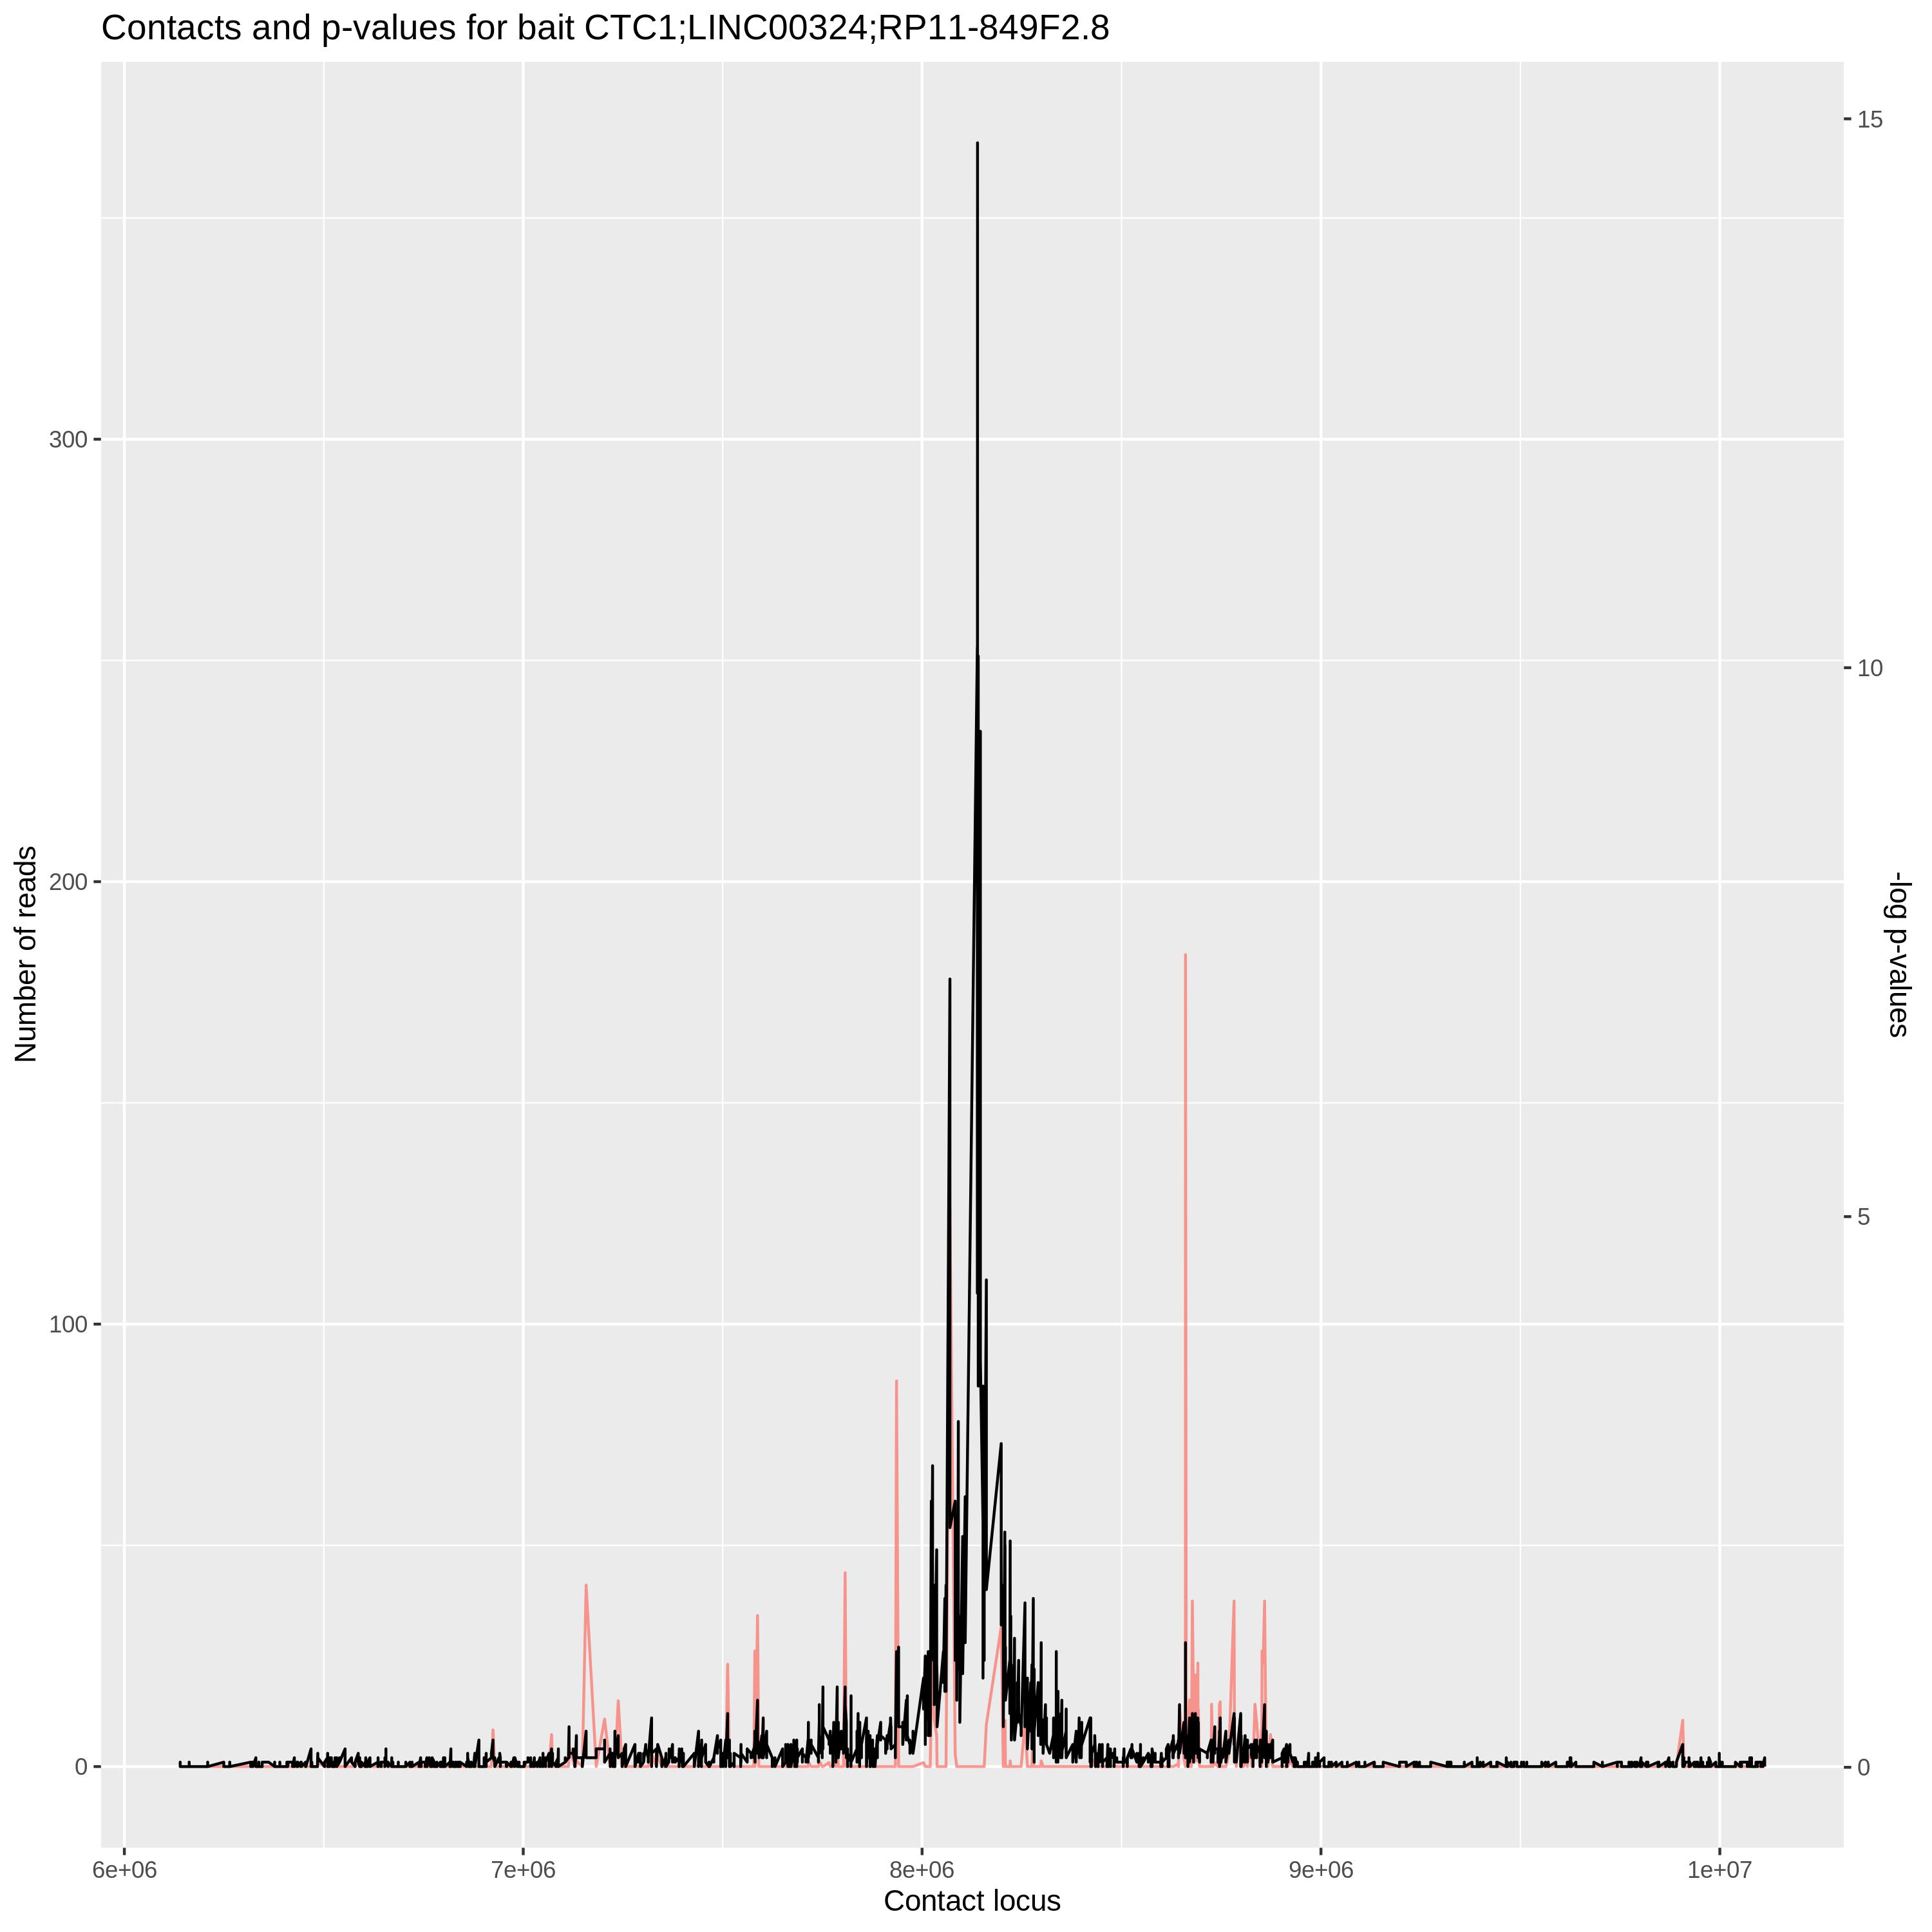 Contacts and p-values for bait CTC1;LINC00324;RP11-849F2.8
15
300
10
Number of reads
200
-log p-values
5
100
0
0
6e+06
7e+06
8e+06
9e+06
1e+07
Contact locus